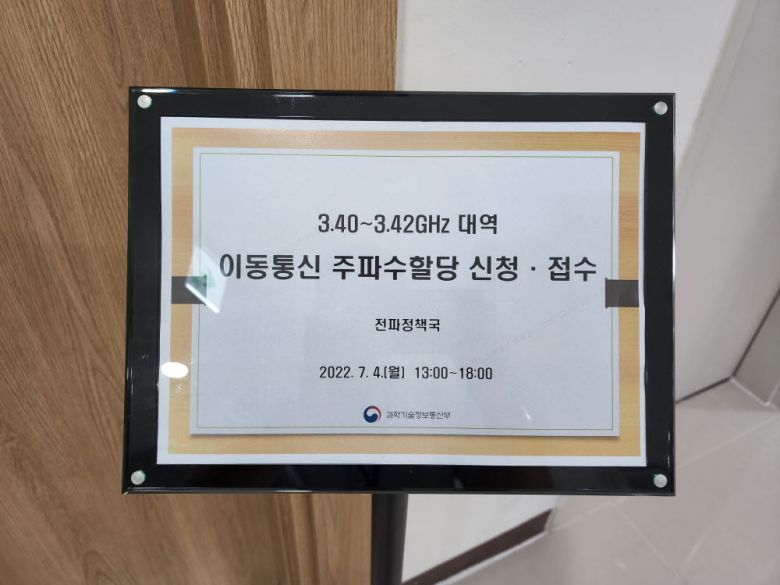 3.40~3.42GHz 대역
이동통신 주파수할당 신청 · 접수
전파정책국
2022. 7. 4.(월) 13:00~18:00
과학기술정보통신부